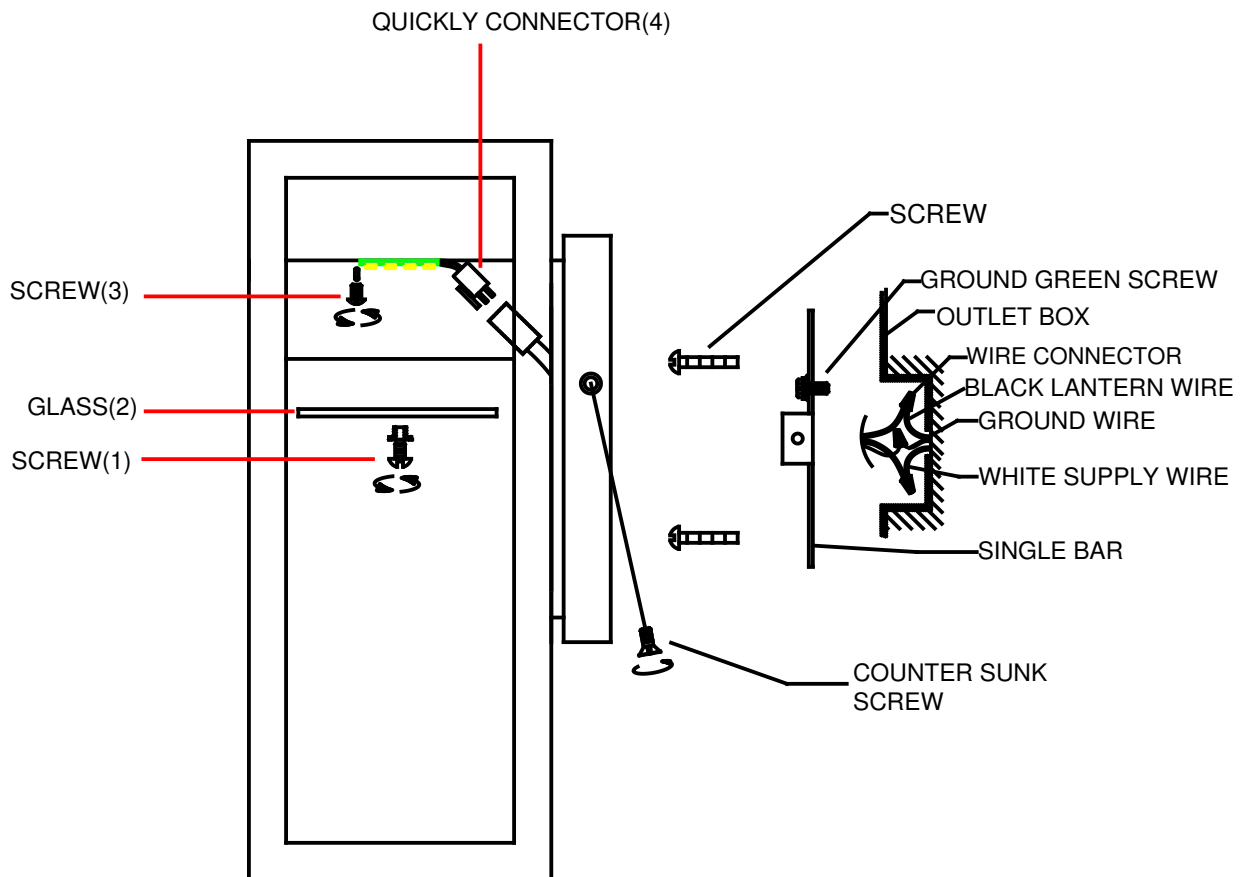 QUICKLY CONNECTOR(4)
SCREW
GROUND GREEN SCREW
SCREW(3)
OUTLET BOX
WIRE CONNECTOR
BLACK LANTERN WIRE
GLASS(2)
GROUND WIRE
SCREW(1)
WHITE SUPPLY WIRE
SINGLE BAR
COUNTER SUNK
SCREW